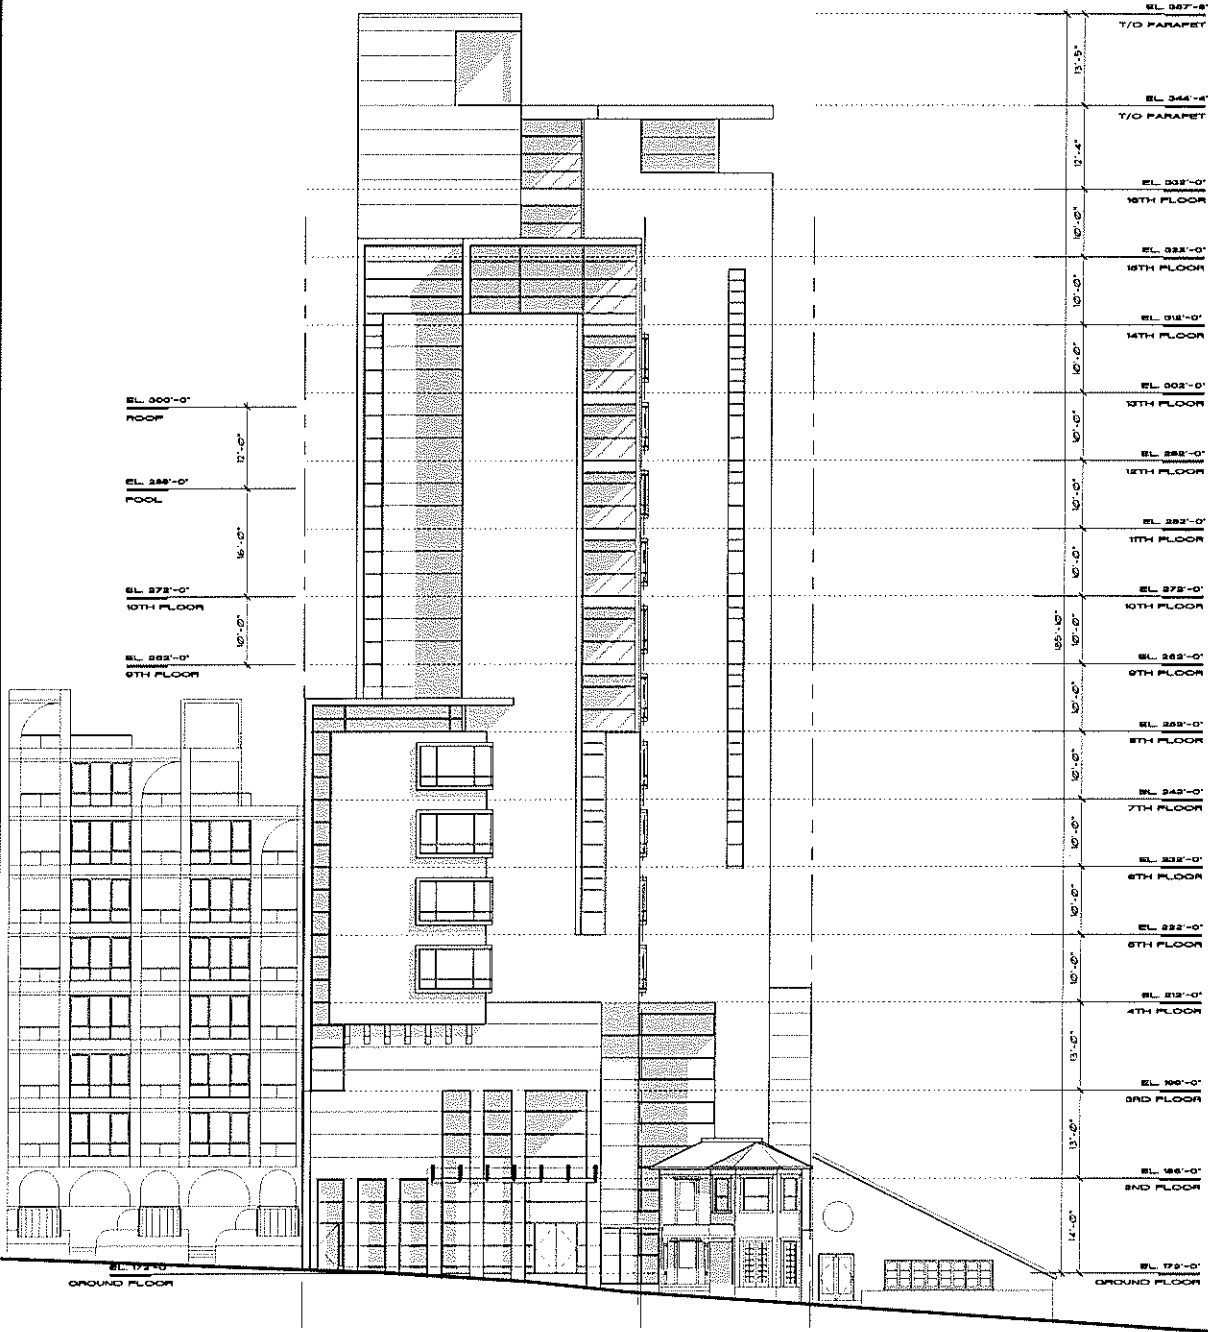 EL. 357'-9"
T/O PARAPET
13'-5"
EL. 344'-4"
T/O PARAPET
12'-4"
EL. 332'-0"
16TH FLOOR
10'-0"
EL. 322'-0"
15TH FLOOR
10'-0"
EL. 312'-0"
14TH FLOOR
10'-0"
EL. 302'-0"
13TH FLOOR
10'-0"
EL. 292'-0"
12TH FLOOR
10'-0"
EL. 282'-0"
11TH FLOOR
10'-0"
EL. 272'-0"
10TH FLOOR
10'-0"
185'-10"
EL. 262'-0"
9TH FLOOR
10'-0"
EL. 252'-0"
8TH FLOOR
10'-0"
EL. 242'-0"
7TH FLOOR
10'-0"
EL. 232'-0"
6TH FLOOR
10'-0"
EL. 222'-0"
5TH FLOOR
10'-0"
EL. 212'-0"
4TH FLOOR
13'-0"
EL. 199'-0"
3RD FLOOR
13'-0"
EL. 186'-0"
2ND FLOOR
14'-0"
EL. 172'-0"
GROUND FLOOR
EL. 300'-0"
ROOF
12'-0"
EL. 288'-0"
POOL
16'-0"
EL. 272'-0"
10TH FLOOR
10'-0"
EL. 262'-0"
9TH FLOOR
EL. 172'-0
GROUND FLOOR